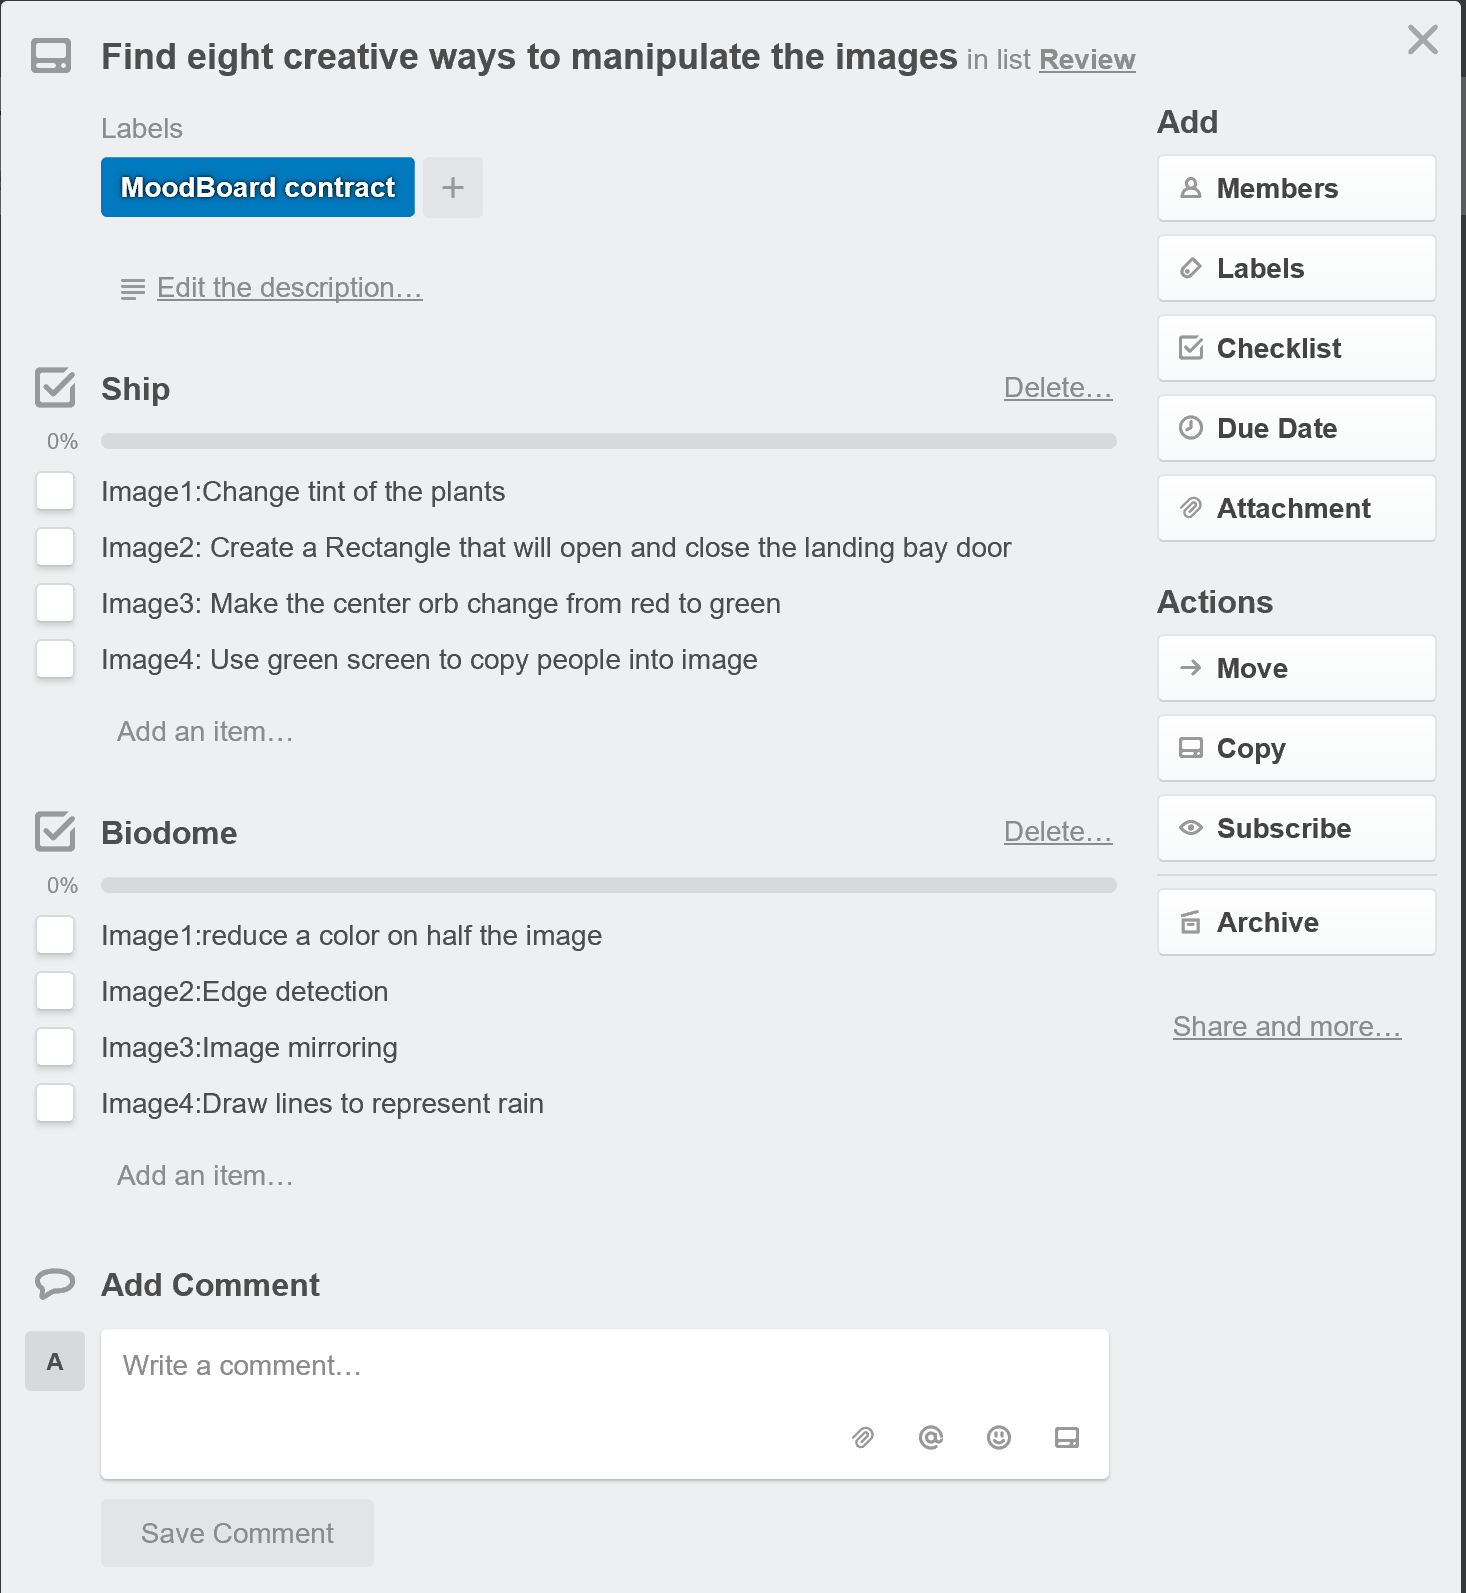 Find eight creative ways to manipulate the images in list Review
Labels
MoodBoard contract +
Edit the description…
Ship Delete…
0%
Image1:Change tint of the plants
Image2: Create a Rectangle that will open and close the landing bay door
Image3: Make the center orb change from red to green
Image4: Use green screen to copy people into image
Add an item…
Biodome Delete…
0%
Image1:reduce a color on half the image
Image2:Edge detection
Image3:Image mirroring
Image4:Draw lines to represent rain
Add an item…
Add Comment
A
Write a comment…
Save Comment
Add
Members
Labels
Checklist
Due Date
Attachment
Actions
Move
Copy
Subscribe
Archive
Share and more…